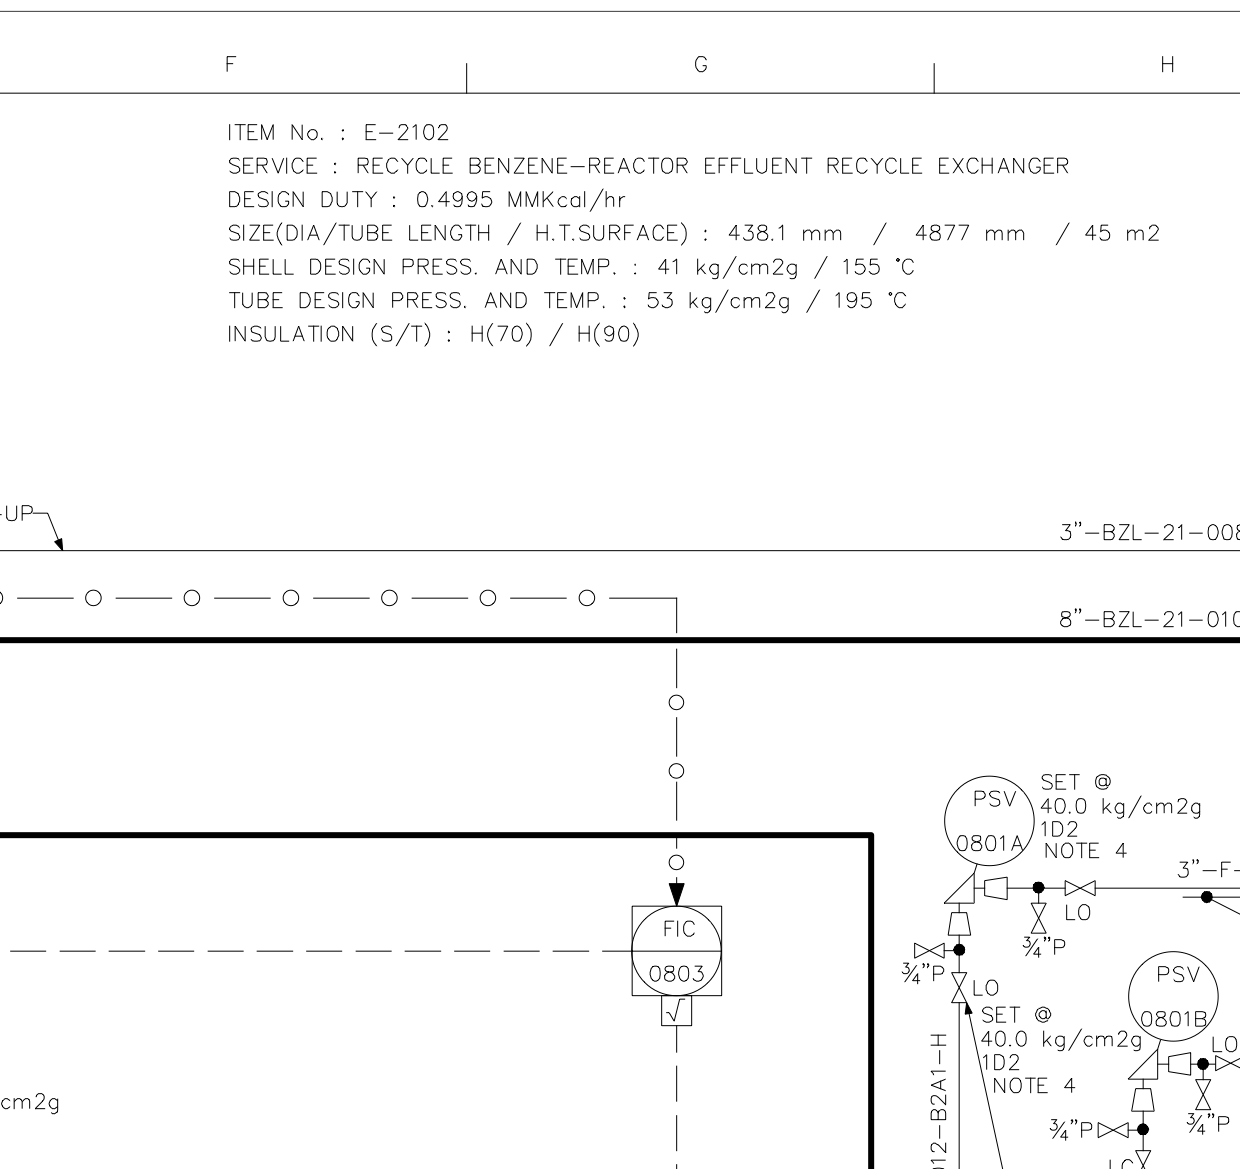 F G H
ITEM No. : E-2102
SERVICE : RECYCLE BENZENE-REACTOR EFFLUENT RECYCLE EXCHANGER
DESIGN DUTY : 0.4995 MMKcal/hr
SIZE(DIA/TUBE LENGTH / H.T.SURFACE) : 438.1 mm / 4877 mm / 45 m2
SHELL DESIGN PRESS. AND TEMP. : 41 kg/cm2g / 155 °C
TUBE DESIGN PRESS. AND TEMP. : 53 kg/cm2g / 195 °C
INSULATION (S/T) : H(70) / H(90)
-UP
3"-BZL-21-008
8"-BZL-21-010
PSV
0801A
SET @
40.0 kg/cm2g
1D2
NOTE 4
3"-F-
LO
¾"P
¾"P
LO
FIC
0803
√
PSV
0801B
SET @
40.0 kg/cm2g
1D2
NOTE 4
LO
¾"P
¾"P
012-B2A1-H
cm2g